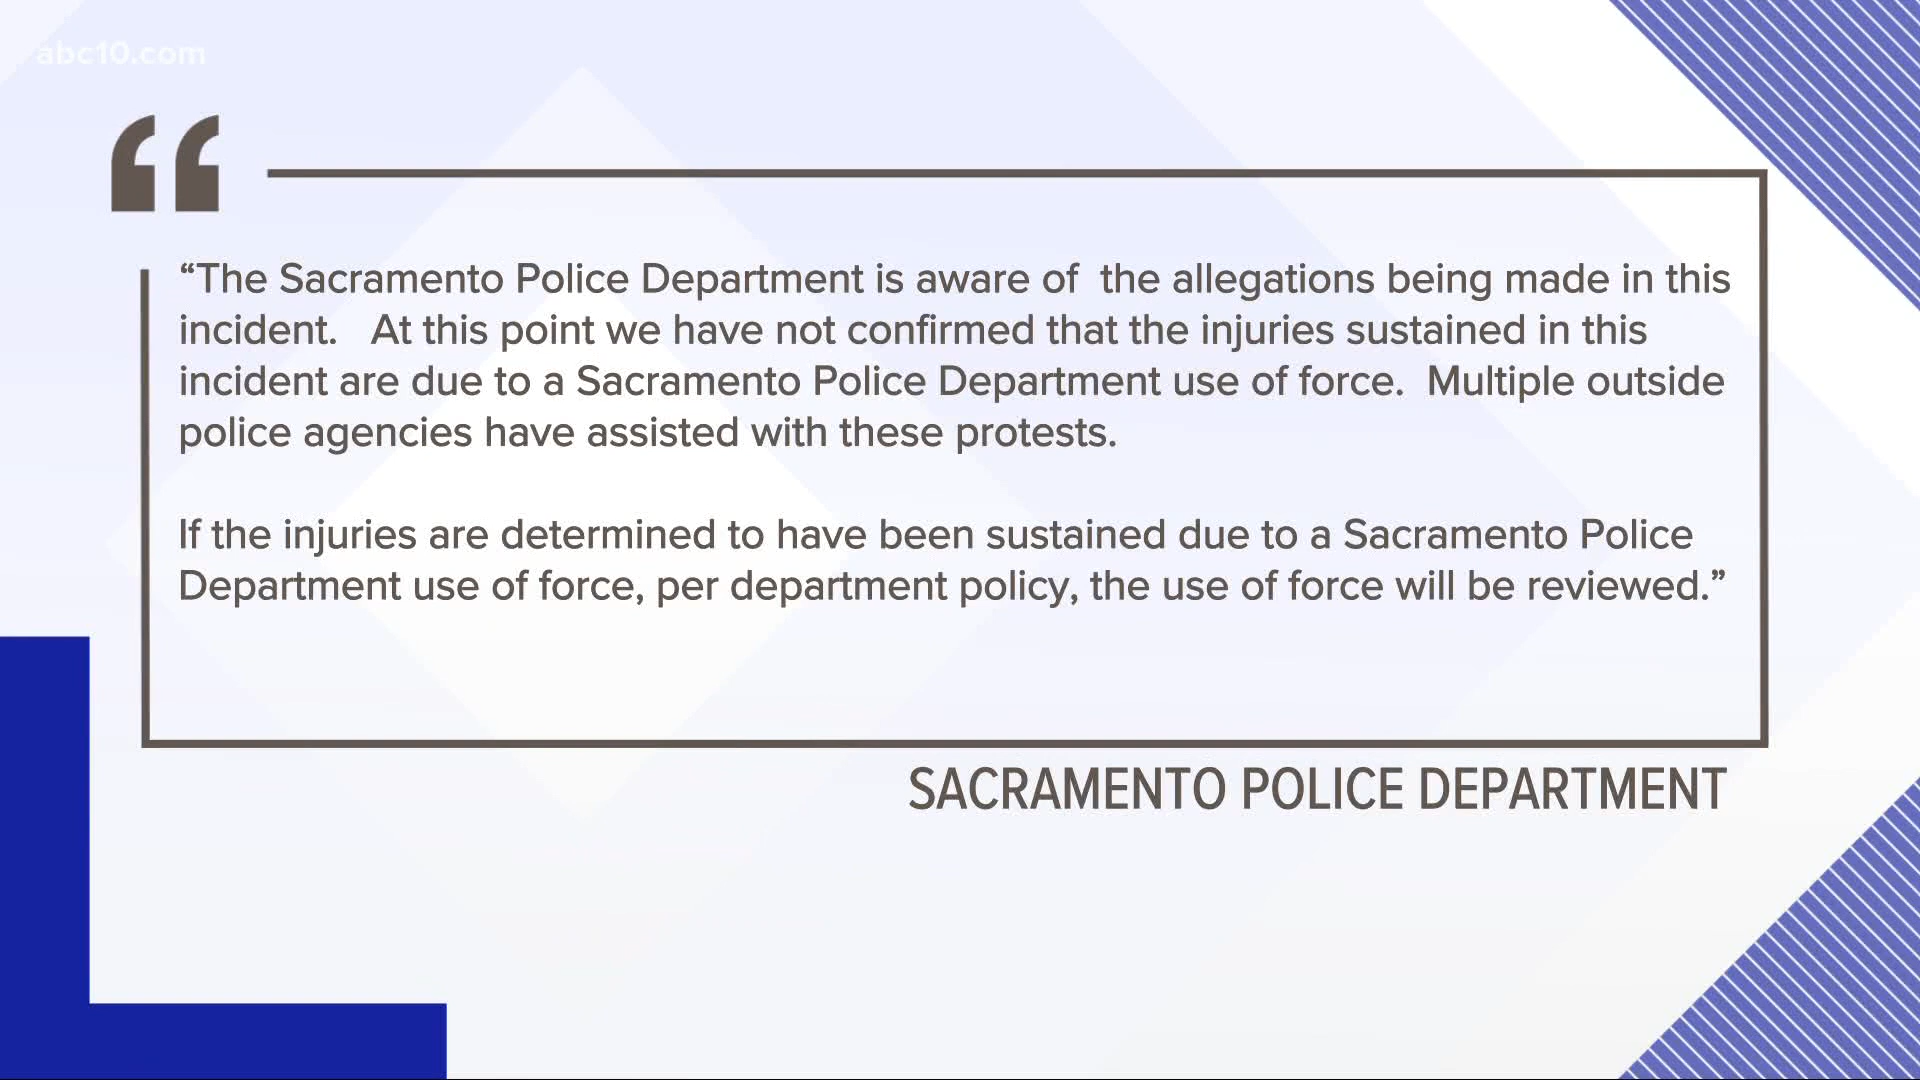 abc10.com
“The Sacramento Police Department is aware of  the allegations being made in this
incident.   At this point we have not confirmed that the injuries sustained in this
incident are due to a Sacramento Police Department use of force.  Multiple outside
police agencies have assisted with these protests.
If the injuries are determined to have been sustained due to a Sacramento Police
Department use of force, per department policy, the use of force will be reviewed.”
SACRAMENTO POLICE DEPARTMENT